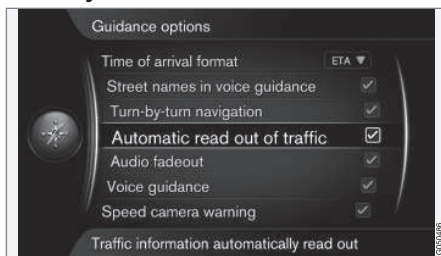 Guidance options
Time of arrival format ETA
Street names in voice guidance
Turn-by-turn navigation
Automatic read out of traffic
Audio fadeout
Voice guidance
Speed camera warning
Traffic information automatically read out
G050486